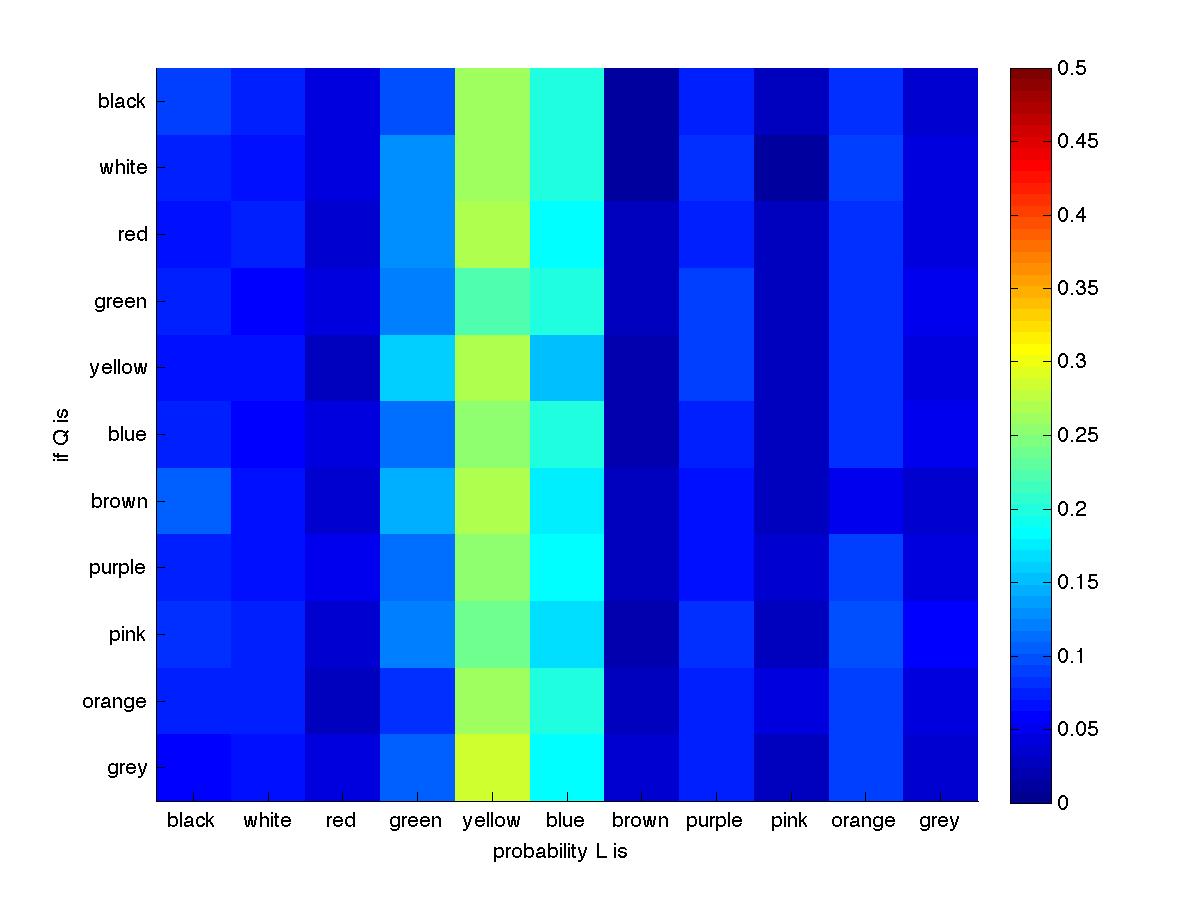 black
white
red
green
yellow
blue
brown
purple
pink
orange
grey
if Q is
black white red green yellow blue brown purple pink orange grey
probability L is
0.5
0.45
0.4
0.35
0.3
0.25
0.2
0.15
0.1
0.05
0